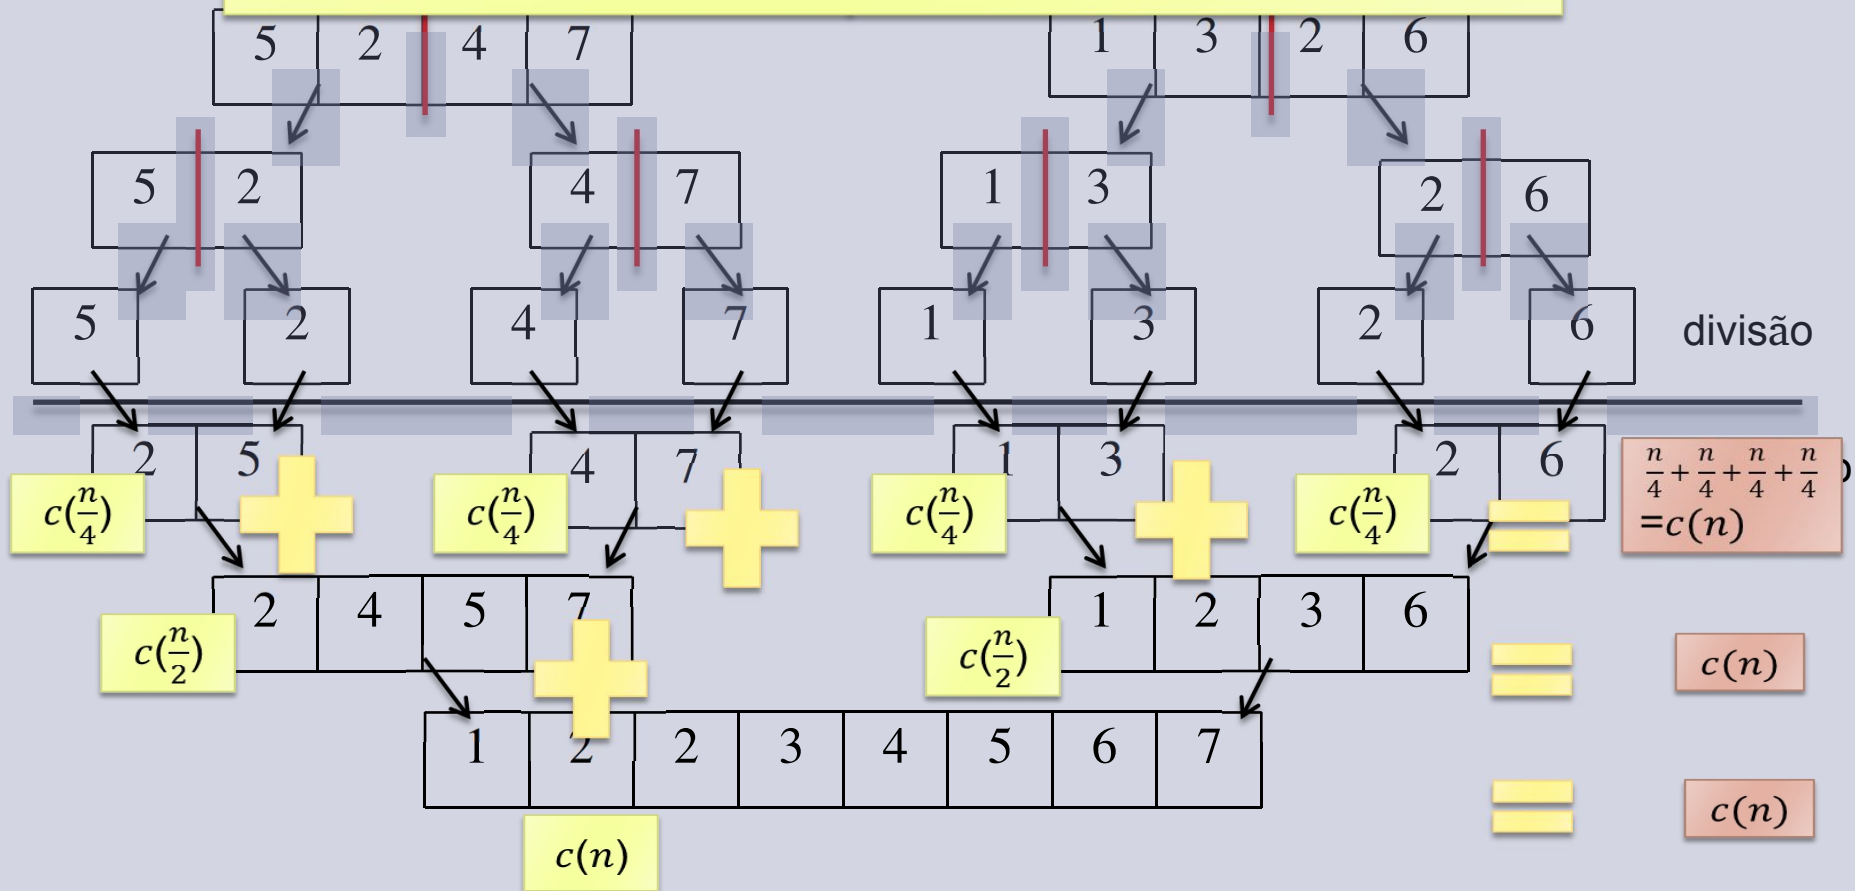 5 2 4 7 1 3 2 6
5 2 4 7 1 3 2 6
5 2 4 7 1 3 2 6 divisão
2 5 4 7 1 3 2 6
c(n/4) c(n/4) c(n/4) c(n/4) n/4 + n/4 + n/4 + n/4
=c(n)
2 4 5 7 1 2 3 6
c(n/2) c(n/2) c(n)
1 2 2 3 4 5 6 7
c(n)
c(n)